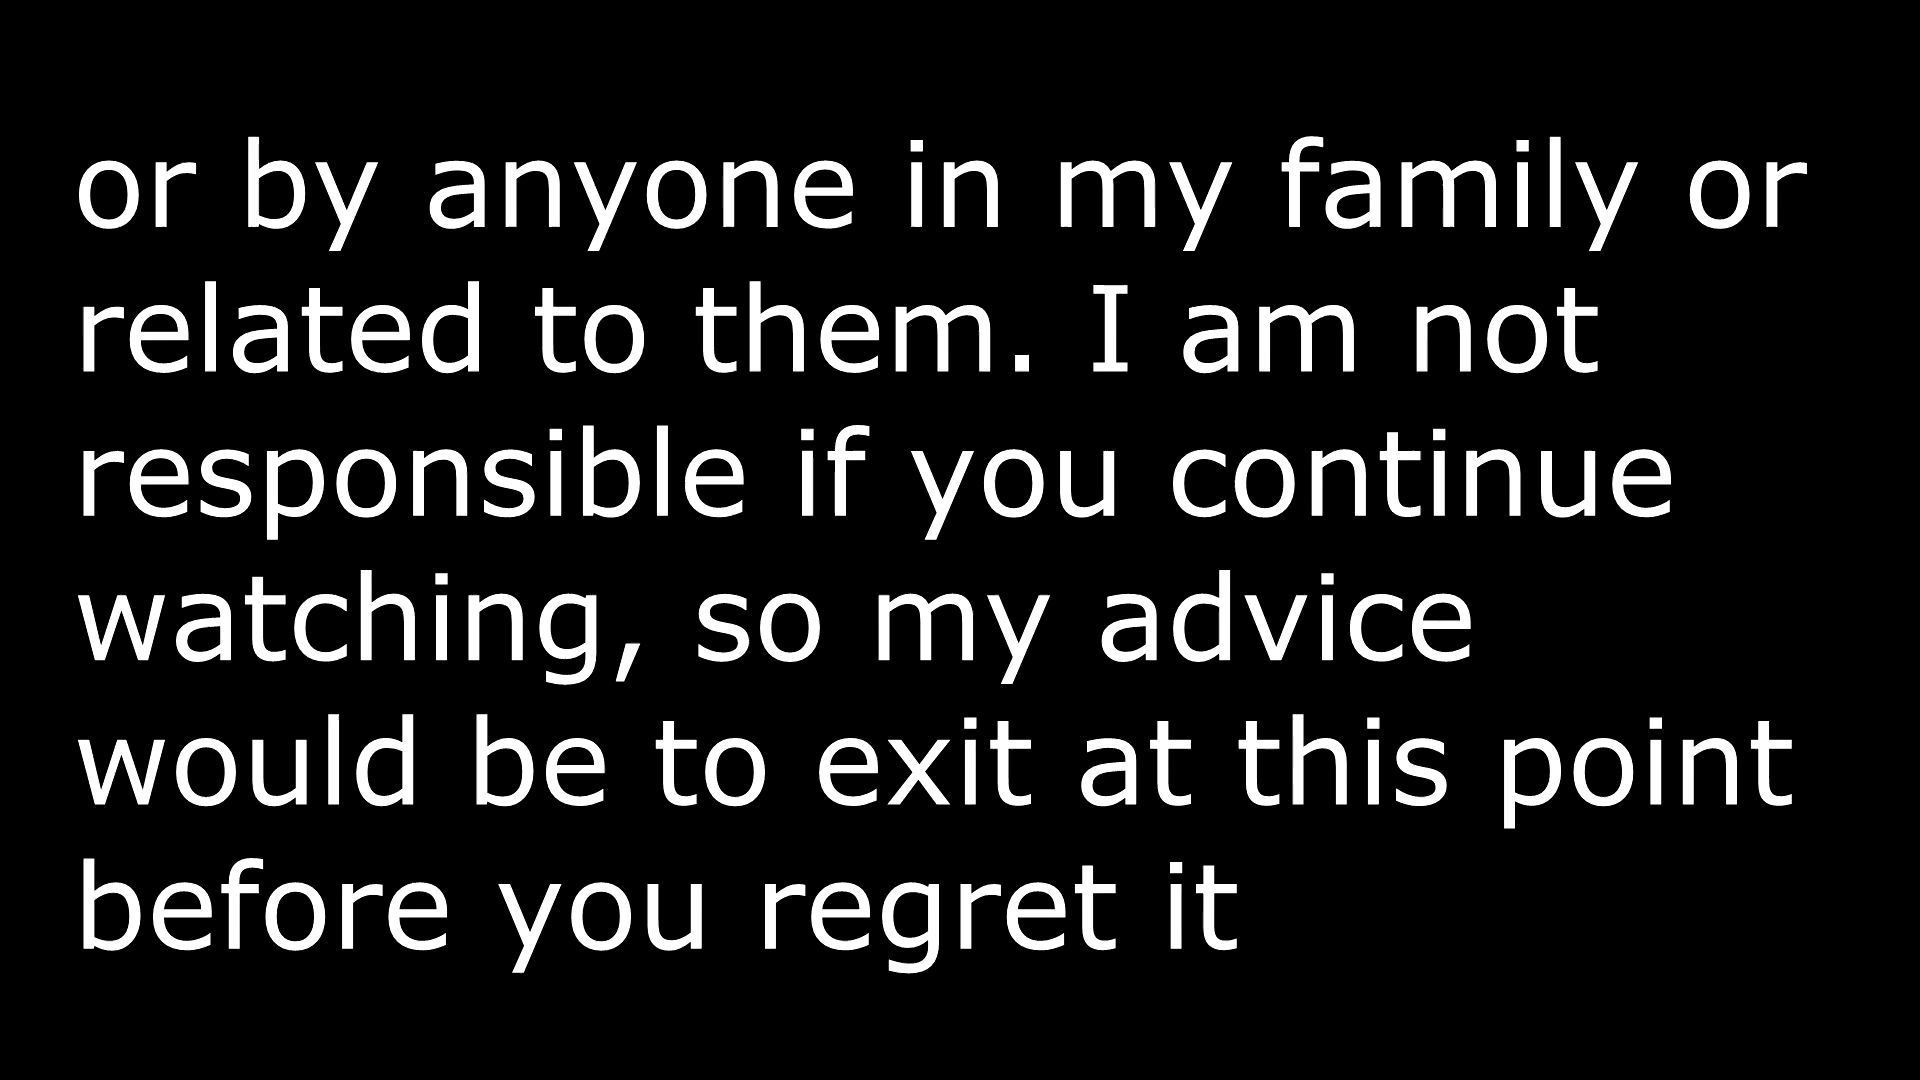 or by anyone in my family or
related to them. I am not
responsible if you continue
watching, so my advice
would be to exit at this point
before you regret it